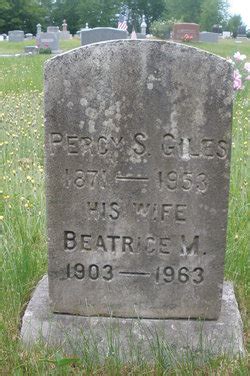 PERCY S. GILES
1871 — 1953
HIS WIFE
BEATRICE M.
1903 — 1963